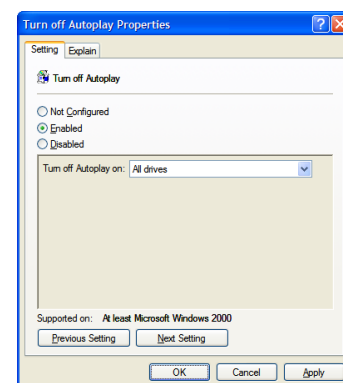 Turn off Autoplay Properties
Setting Explain
Turn off Autoplay
Not Configured
Enabled
Disabled
Turn off Autoplay on: All drives
Supported on: At least Microsoft Windows 2000
Previous Setting Next Setting
OK Cancel Apply